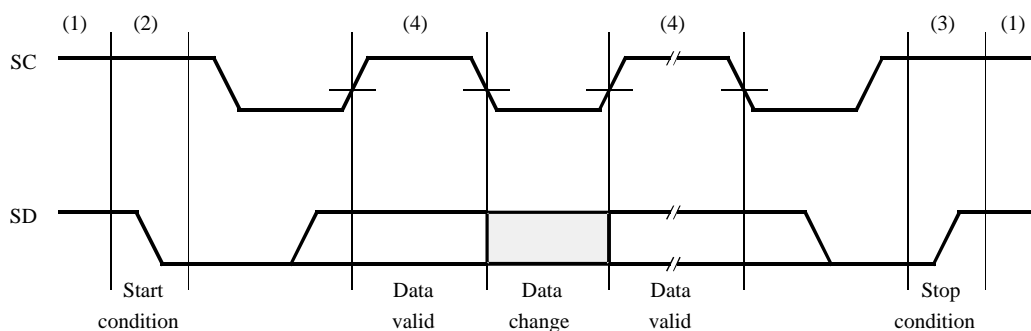 (1) (2) (4) (4) (3) (1)
SC
SD
Start Data Data Data Stop
condition valid change valid condition